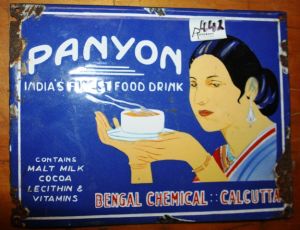 PANYON
INDIA'S FINEST FOOD DRINK
CONTAINS
MALT MILK
COCOA
LECITHIN &
VITAMINS
BENGAL CHEMICAL :: CALCUTTA